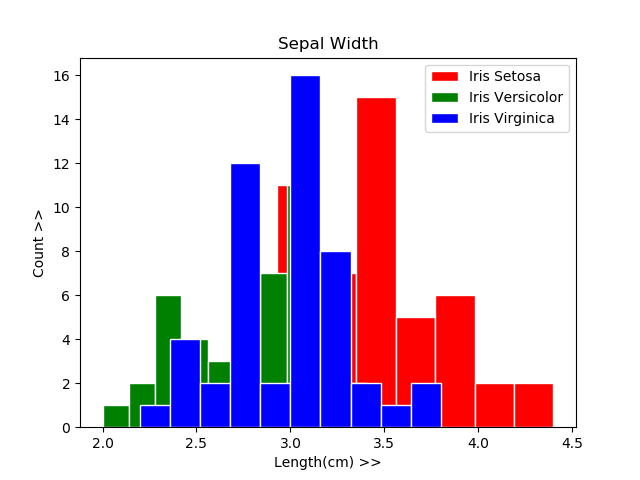 Sepal Width
Iris Setosa
Iris Versicolor
Iris Virginica
Count >>
16
14
12
10
8
6
4
2
0
2.0 2.5 3.0 3.5 4.0 4.5
Length(cm) >>